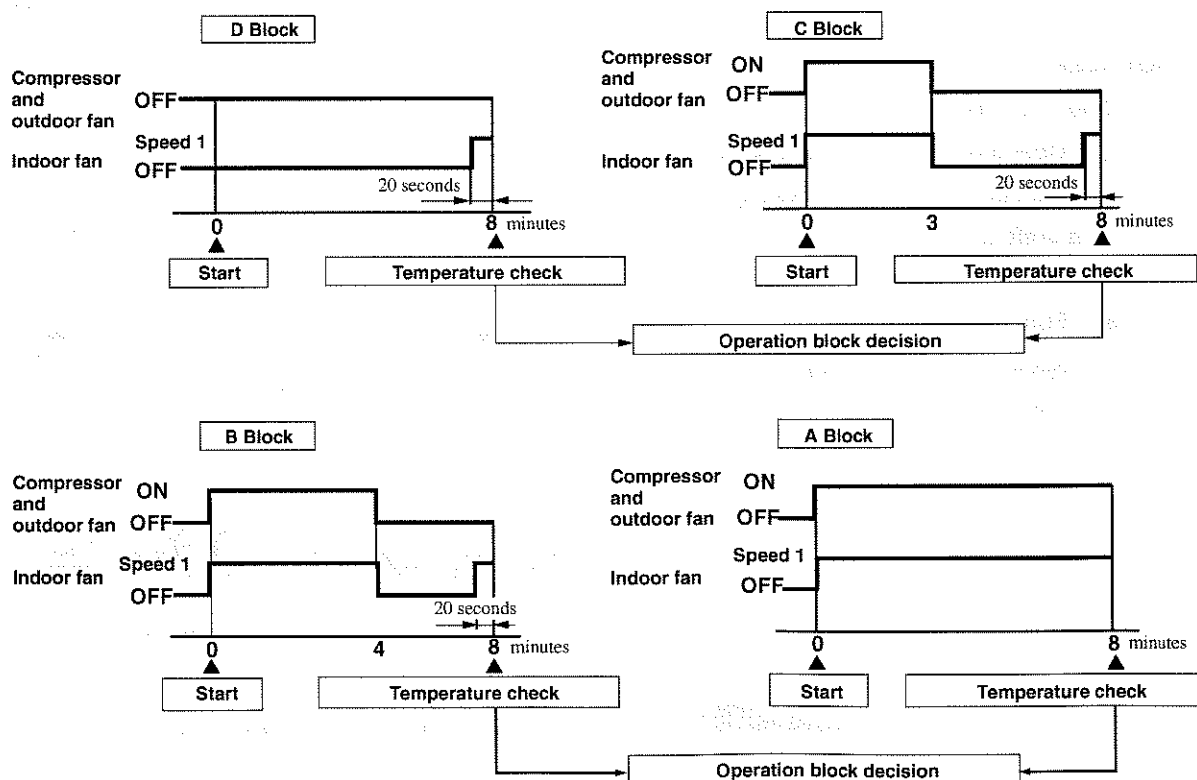 D Block
Compressor
and
outdoor fan
OFF
Speed 1
Indoor fan
OFF
20 seconds
0
8 minutes
Start
Temperature check
C Block
Compressor
and
outdoor fan
ON
OFF
Speed 1
Indoor fan
OFF
20 seconds
0
3
8 minutes
Start
Temperature check
Operation block decision
B Block
Compressor
and
outdoor fan
ON
OFF
Speed 1
Indoor fan
OFF
20 seconds
0
4
8 minutes
Start
Temperature check
A Block
Compressor
and
outdoor fan
ON
OFF
Speed 1
Indoor fan
OFF
0
8 minutes
Start
Temperature check
Operation block decision